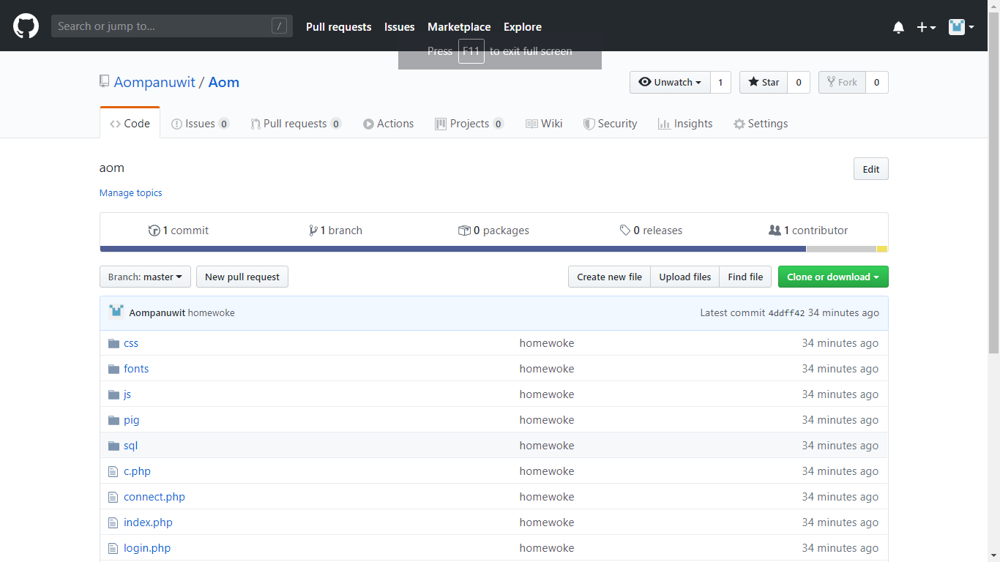 Search or jump to... /
Pull requests Issues Marketplace Explore
Press F11 to exit full screen
Aompanuwit / Aom
Unwatch 1 Star 0 Fork 0
Code Issues 0 Pull requests 0 Actions Projects 0 Wiki Security Insights Settings
aom
Edit
Manage topics
1 commit 1 branch 0 packages 0 releases 1 contributor
Branch: master New pull request Create new file Upload files Find file Clone or download
Aompanuwit homewoke Latest commit 4ddff42 34 minutes ago
css homewoke 34 minutes ago
fonts homewoke 34 minutes ago
js homewoke 34 minutes ago
pig homewoke 34 minutes ago
sql homewoke 34 minutes ago
c.php homewoke 34 minutes ago
connect.php homewoke 34 minutes ago
index.php homewoke 34 minutes ago
login.php homewoke 34 minutes ago